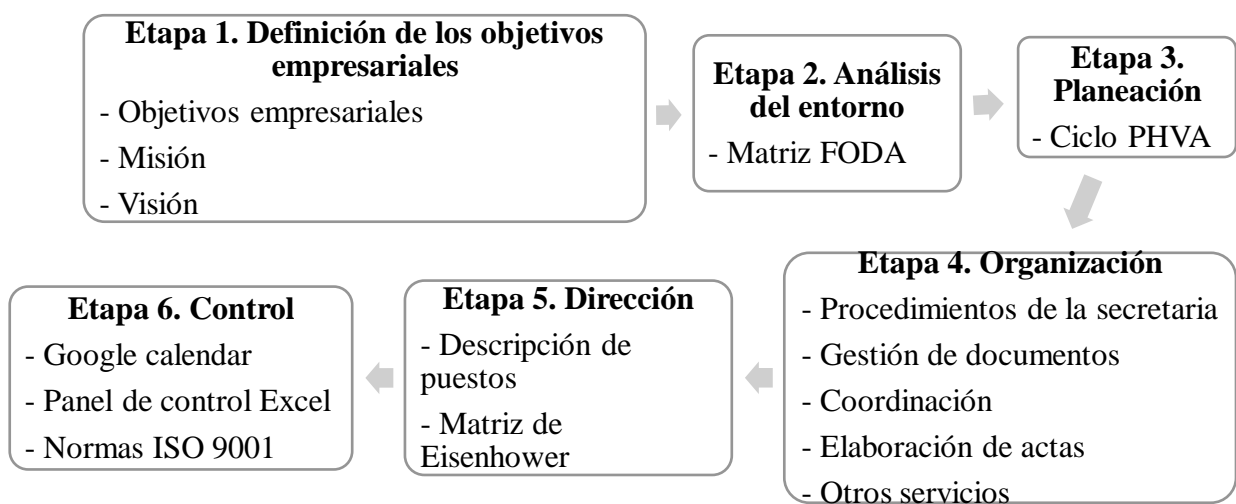 Etapa 1. Definición de los objetivos
empresariales
- Objetivos empresariales
- Misión
- Visión
Etapa 2. Análisis
del entorno
- Matriz FODA
Etapa 3.
Planeación
- Ciclo PHVA
Etapa 4. Organización
- Procedimientos de la secretaria
- Gestión de documentos
- Coordinación
- Elaboración de actas
- Otros servicios
Etapa 5. Dirección
- Descripción de
puestos
- Matriz de
Eisenhower
Etapa 6. Control
- Google calendar
- Panel de control Excel
- Normas ISO 9001